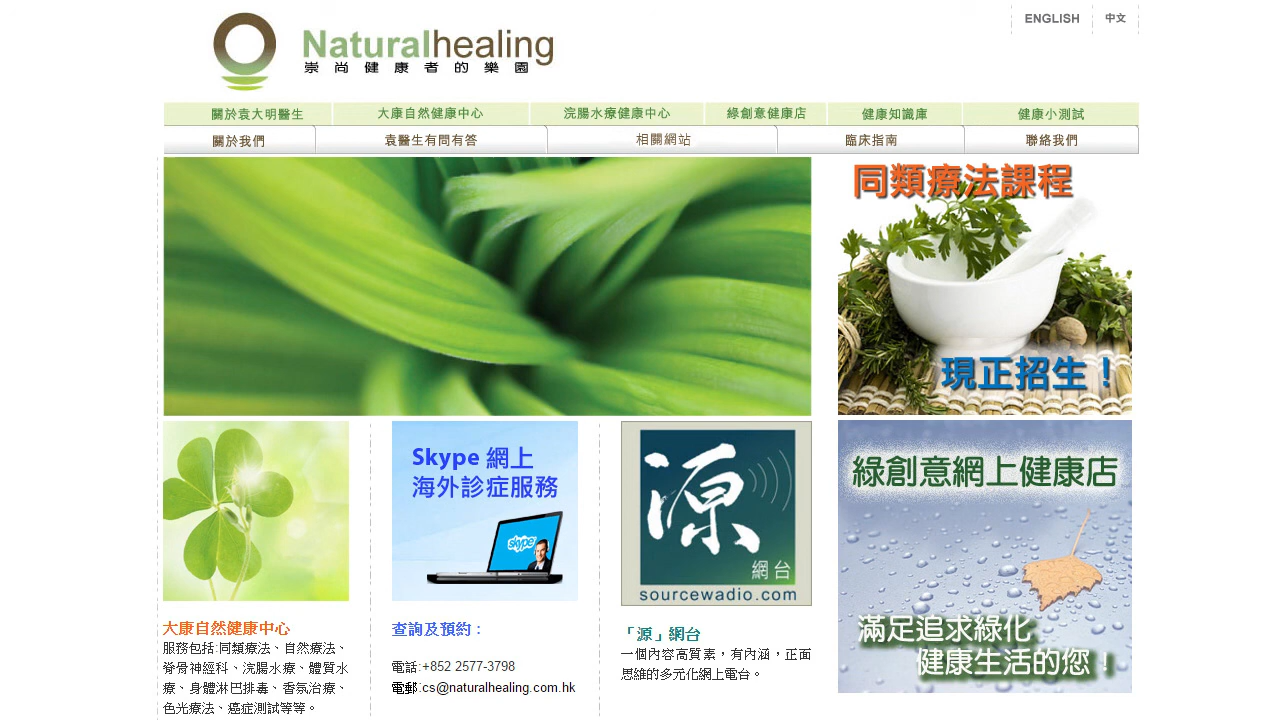 ENGLISH
中文
Naturalhealing
崇尚健康者的樂園
關於袁大明醫生
大康自然健康中心
浣腸水療健康中心
綠創意健康店
健康知識庫
健康小測試
關於我們
袁醫生有問有答
相關網站
臨床指南
聯絡我們
同類療法課程
現正招生！
Skype 網上
海外診症服務
skype
源
網台
sourcewadio.com
綠創意網上健康店
滿足追求綠化
健康生活的您！
大康自然健康中心
服務包括:同類療法、自然療法、
脊骨神經科、浣腸水療、體質水
療、身體淋巴排毒、香氛治療、
色光療法、癌症測試等等。
查詢及預約：
電話:+852 2577-3798
電郵:cs@naturalhealing.com.hk
「源」網台
一個內容高質素，有內涵，正面
思維的多元化網上電台。